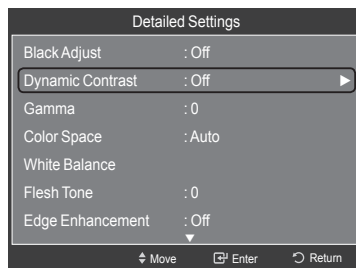 Detailed Settings
Black Adjust : Off
Dynamic Contrast : Off
Gamma : 0
Color Space : Auto
White Balance
Flesh Tone : 0
Edge Enhancement : Off
Move Enter Return